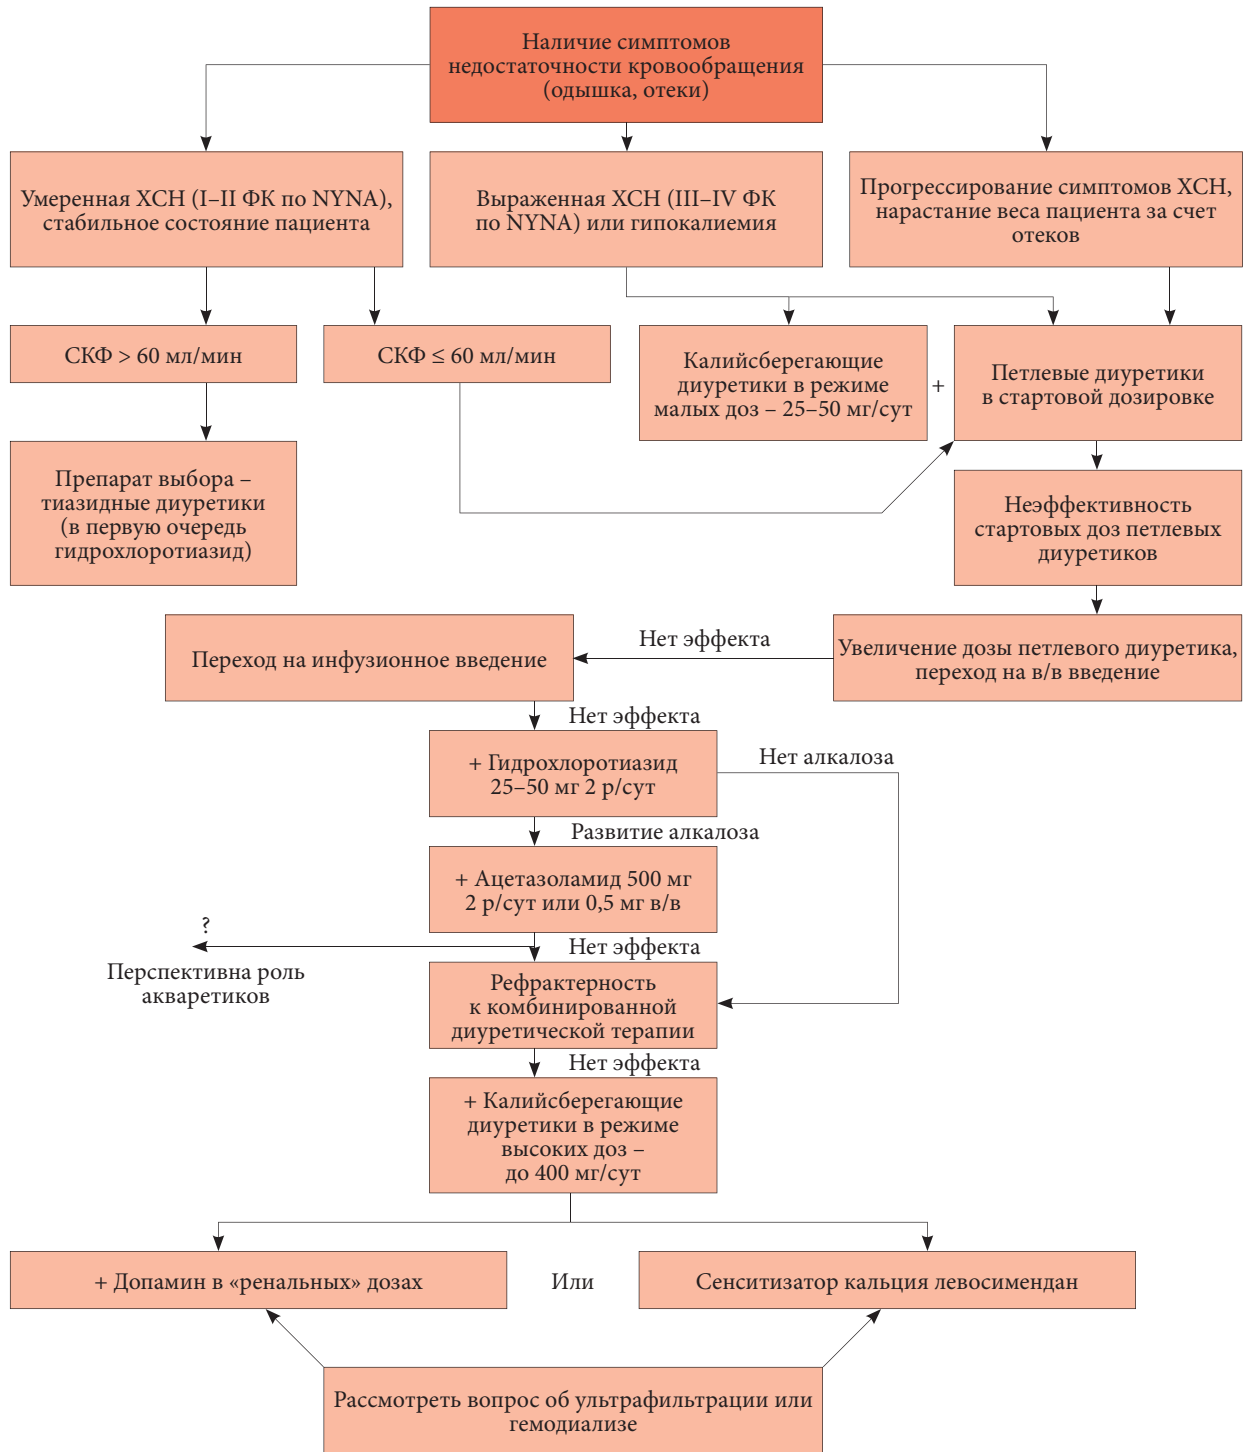 Наличие симптомов
недостаточности кровообращения
(одышка, отеки)
Умеренная ХСН (I–II ФК по NYNA),
стабильное состояние пациента
Выраженная ХСН (III–IV ФК
по NYNA) или гипокалиемия
Прогрессирование симптомов ХСН,
нарастание веса пациента за счет
отеков
СКФ > 60 мл/мин
СКФ ≤ 60 мл/мин
Калийсберегающие
диуретики в режиме
малых доз – 25–50 мг/сут
+
Петлевые диуретики
в стартовой дозировке
Препарат выбора –
тиазидные диуретики
(в первую очередь
гидрохлоротиазид)
Неэффективность
стартовых доз петлевых
диуретиков
Переход на инфузионное введение
Нет эффекта
Увеличение дозы петлевого диуретика,
переход на в/в введение
Нет эффекта
+ Гидрохлоротиазид
25–50 мг 2 р/сут
Нет алкалоза
Развитие алкалоза
+ Ацетазоламид 500 мг
2 р/сут или 0,5 мг в/в
?
Перспективна роль
акваретиков
Нет эффекта
Рефрактерность
к комбинированной
диуретической терапии
Нет эффекта
+ Калийсберегающие
диуретики в режиме
высоких доз –
до 400 мг/сут
+ Допамин в «ренальных» дозах
Или
Сенситизатор кальция левосимендан
Рассмотреть вопрос об ультрафильтрации или
гемодиализе